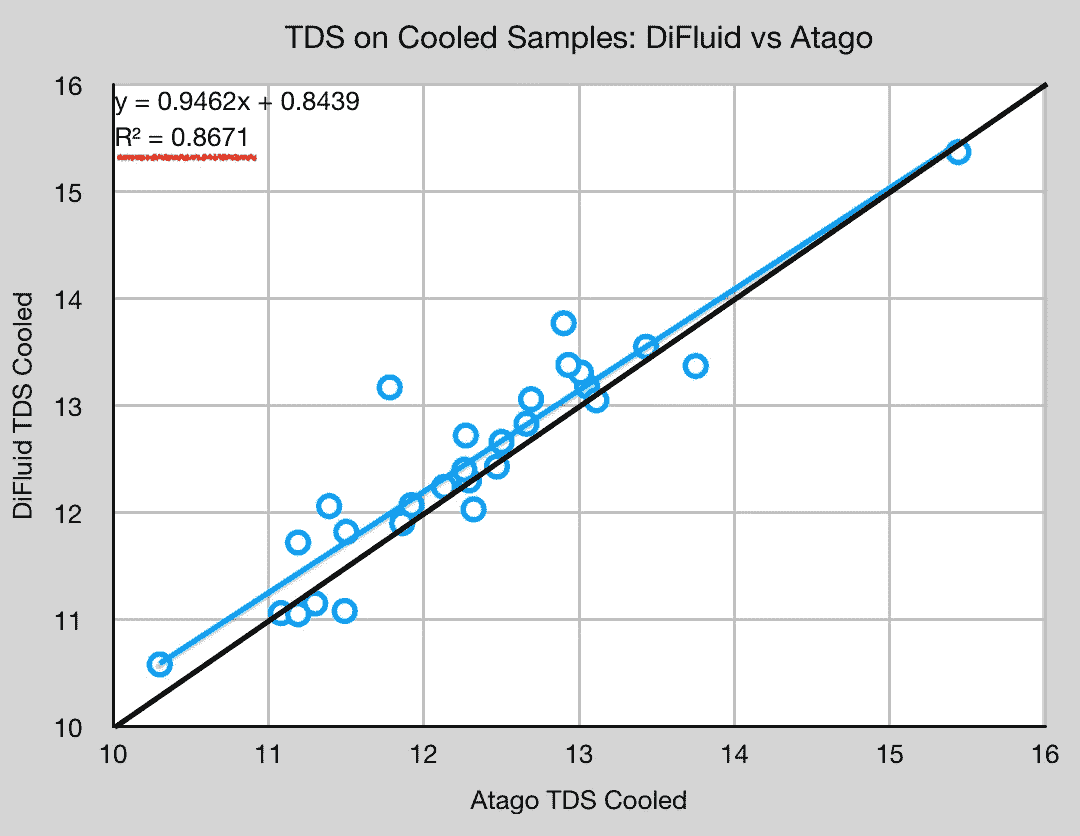 TDS on Cooled Samples: DiFluid vs Atago
y = 0.9462x + 0.8439
R² = 0.8671
16
15
14
13
12
11
10
DiFluid TDS Cooled
10 11 12 13 14 15 16
Atago TDS Cooled